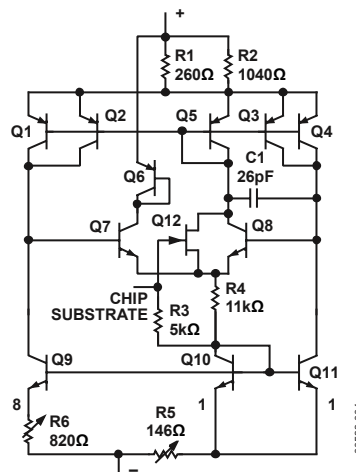 +
R1
260Ω
R2
1040Ω
Q1
Q2
Q5
Q3
Q4
C1
26pF
Q6
Q7
Q12
Q8
CHIP
SUBSTRATE
R3
5kΩ
R4
11kΩ
Q9
Q10
Q11
8
1
1
R6
820Ω
R5
146Ω
–